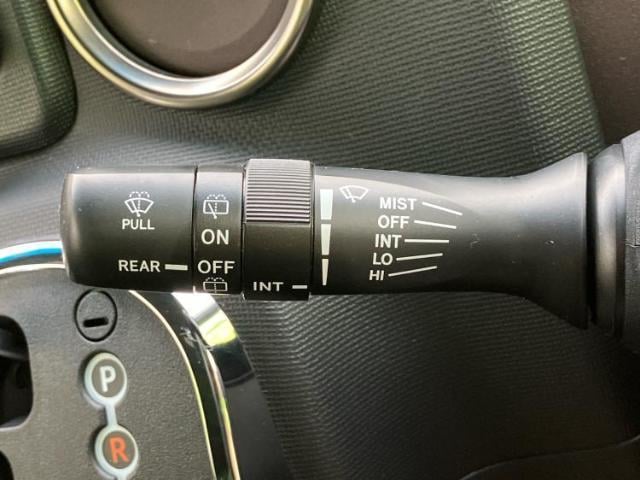 PULL
REAR
ON
OFF
INT
MIST
OFF
INT
LO
HI
P
R